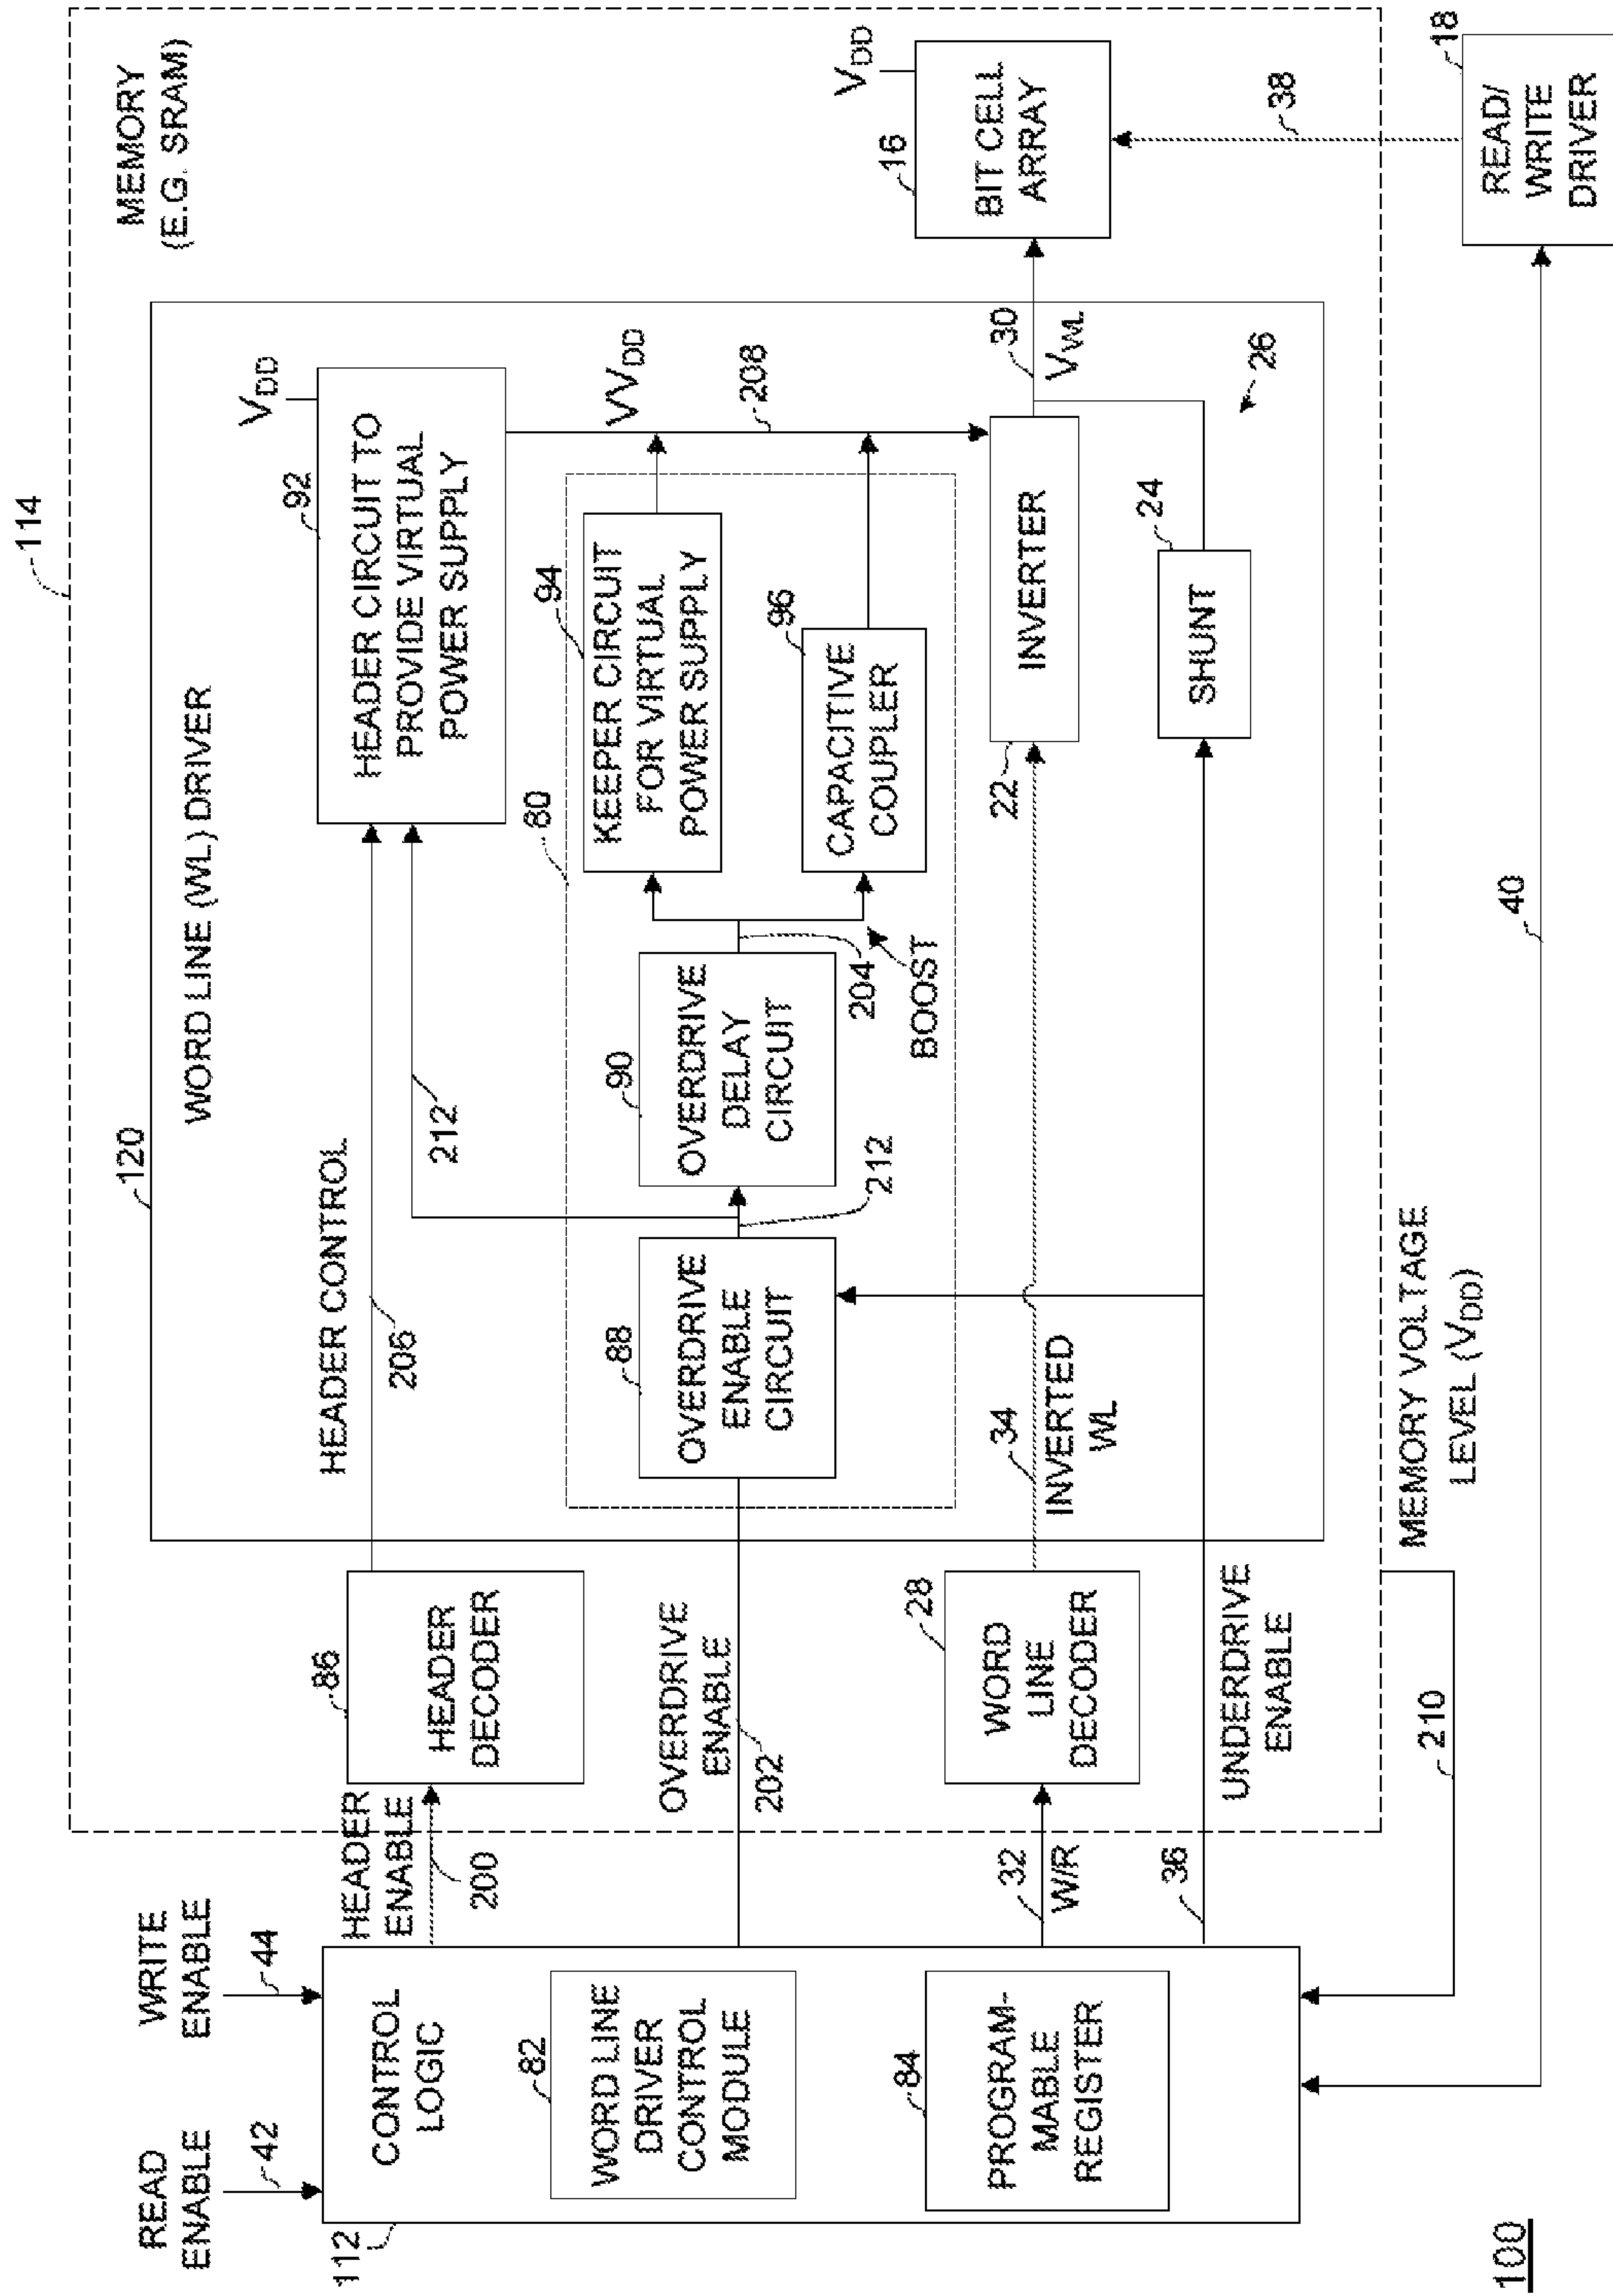 114
MEMORY
(E.G. SRAM)
120
WORD LINE (WL) DRIVER
READ
ENABLE
42
WRITE
ENABLE
44
112
CONTROL
LOGIC
82
WORD LINE
DRIVER
CONTROL
MODULE
84
PROGRAM-
MABLE
REGISTER
HEADER
ENABLE
200
86
HEADER
DECODER
HEADER CONTROL
206
212
92
HEADER CIRCUIT TO
PROVIDE VIRTUAL
POWER SUPPLY
VDD
OVERDRIVE
ENABLE
202
80
88
OVERDRIVE
ENABLE
CIRCUIT
212
90
OVERDRIVE
DELAY
CIRCUIT
204
BOOST
94
KEEPER CIRCUIT
FOR VIRTUAL
POWER SUPPLY
96
CAPACITIVE
COUPLER
VVDD
208
32
W/R
28
WORD
LINE
DECODER
34
INVERTED
WL
22
INVERTER
30
VWL
16
BIT CELL
ARRAY
VDD
36
UNDERDRIVE
ENABLE
24
SHUNT
26
38
210
MEMORY VOLTAGE
LEVEL (VDD)
40
18
READ/
WRITE
DRIVER
100